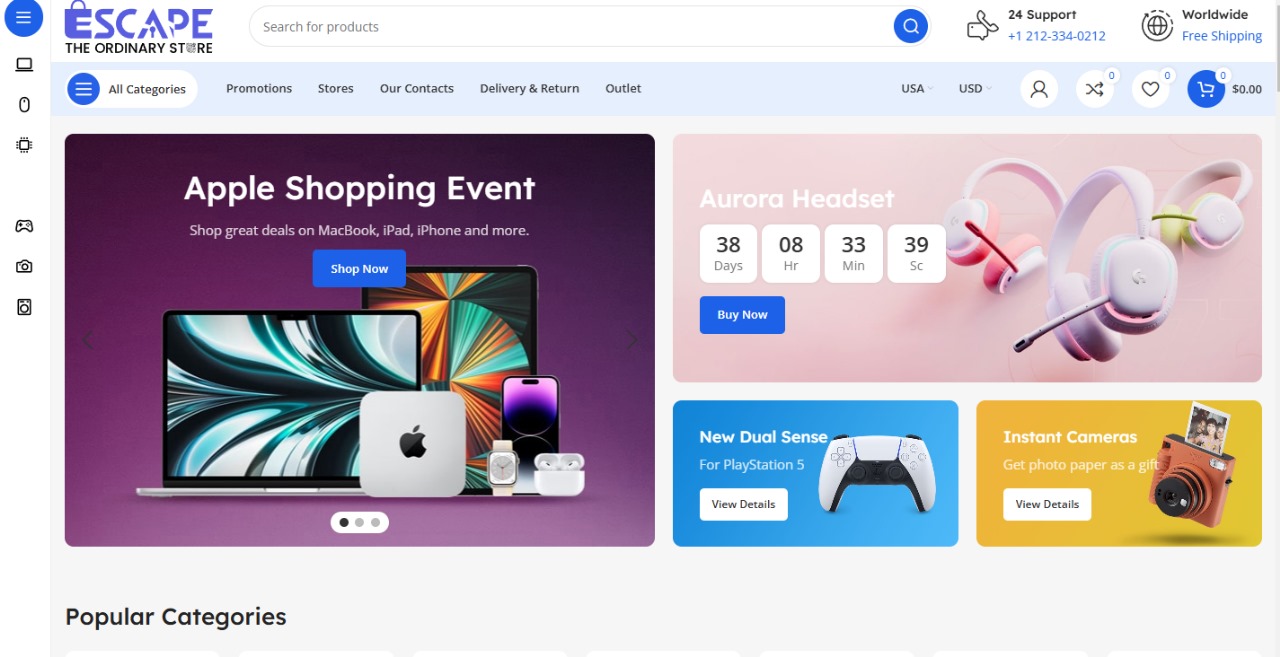 ESCAPE
THE ORDINARY STORE
Search for products
24 Support
+1 212-334-0212
Worldwide
Free Shipping
All Categories
Promotions
Stores
Our Contacts
Delivery & Return
Outlet
USA
USD
0
0
0
$0.00
Apple Shopping Event
Shop great deals on MacBook, iPad, iPhone and more.
Shop Now
Aurora Headset
38 08 33 39
Days Hr Min Sc
Buy Now
New Dual Sense
For PlayStation 5
View Details
Instant Cameras
Get photo paper as a gift
View Details
Popular Categories